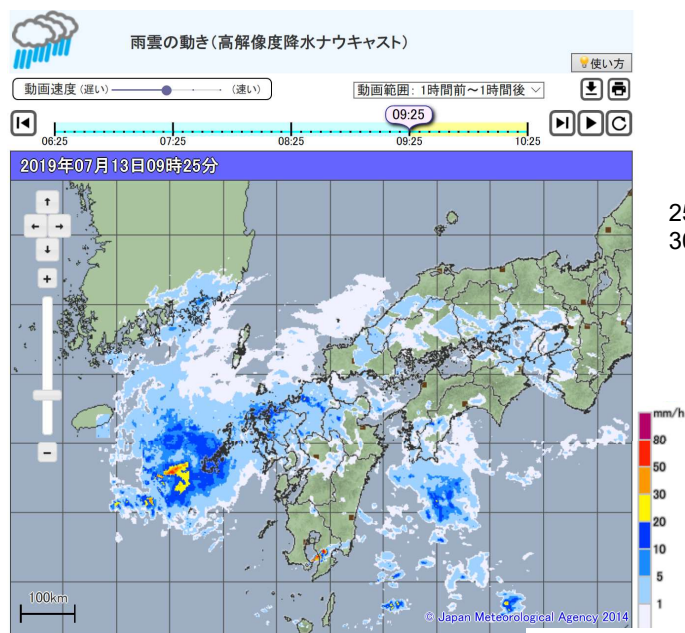 雨雲の動き(高解像度降水ナウキャスト)
使い方
動画速度 (遅い) (速い)
動画範囲: 1時間前～1時間後
09:25
06:25 07:25 08:25 09:25 10:25
2019年07月13日09時25分
25
30
mm/h
80
50
30
20
10
5
1
100km
© Japan Meteorological Agency 2014